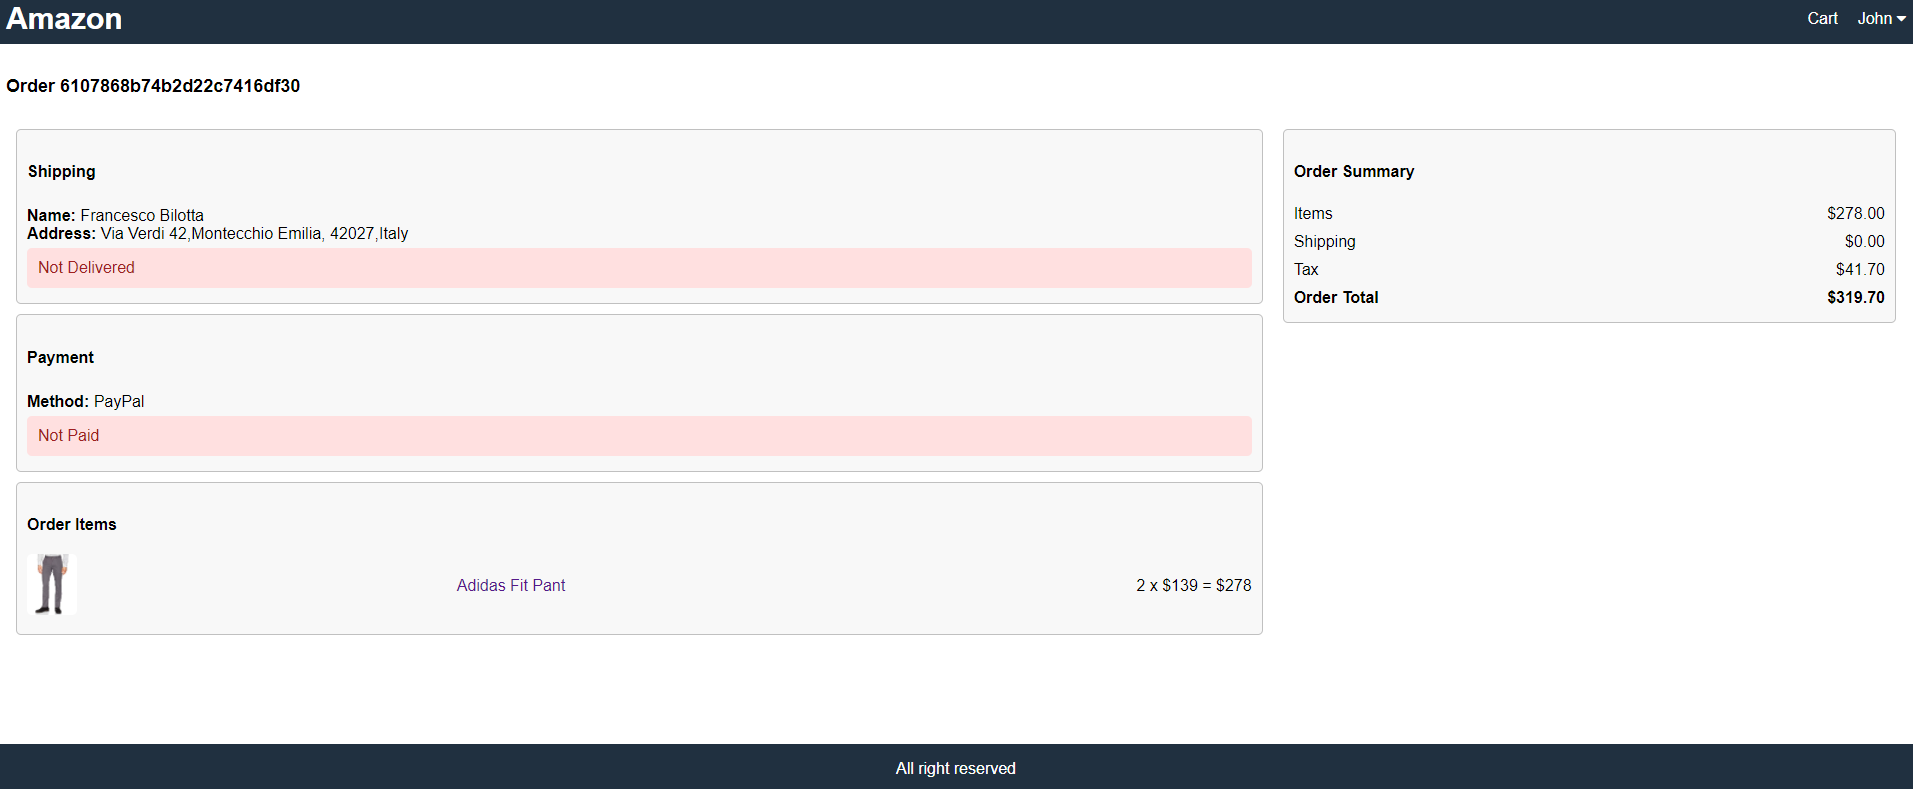 Amazon
Cart John
Order 6107868b74b2d22c7416df30
Shipping
Name: Francesco Bilotta
Address: Via Verdi 42,Montecchio Emilia, 42027,Italy
Not Delivered
Payment
Method: PayPal
Not Paid
Order Items
Adidas Fit Pant 2 x $139 = $278
Order Summary
Items $278.00
Shipping $0.00
Tax $41.70
Order Total $319.70
All right reserved